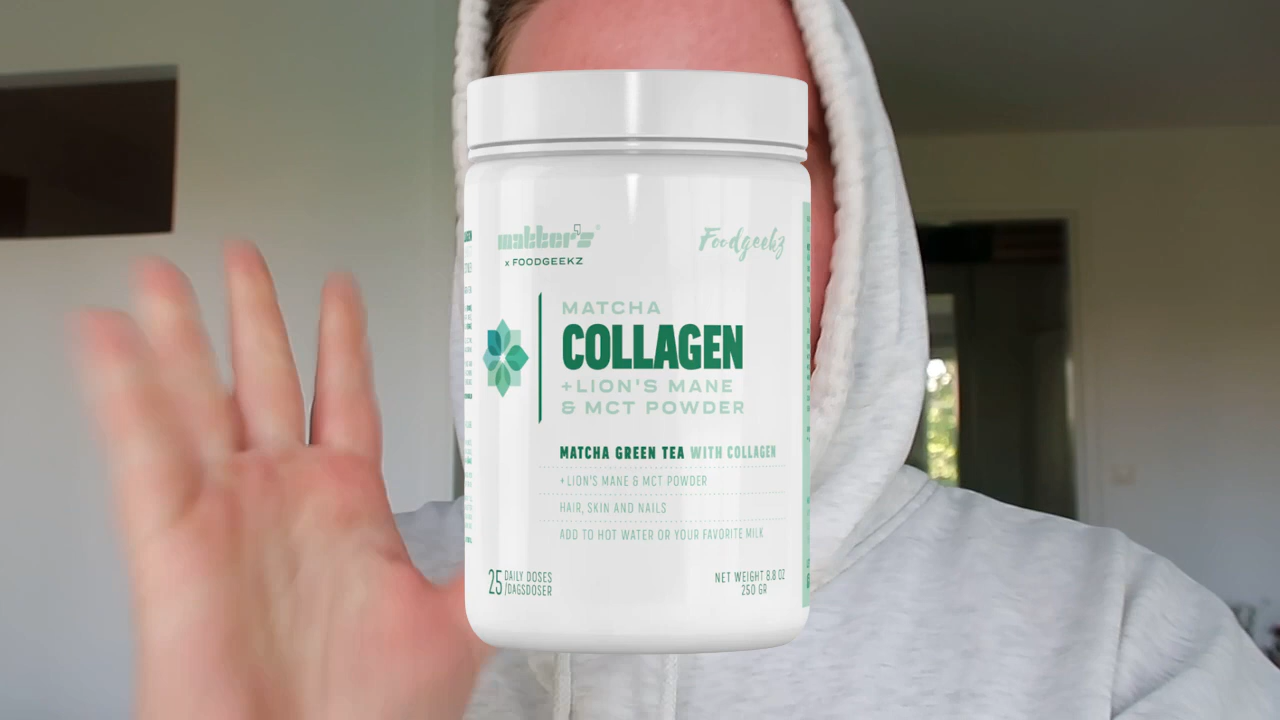 matter's
x FOODGEEKZ
Foodgeekz
MATCHA
COLLAGEN
+LION'S MANE
& MCT POWDER
MATCHA GREEN TEA WITH COLLAGEN
+LION'S MANE & MCT POWDER
HAIR, SKIN AND NAILS
ADD TO HOT WATER OR YOUR FAVORITE MILK
25 DAILY DOSES
/DAGSDOSER
NET WEIGHT 8.8 OZ
250 GR